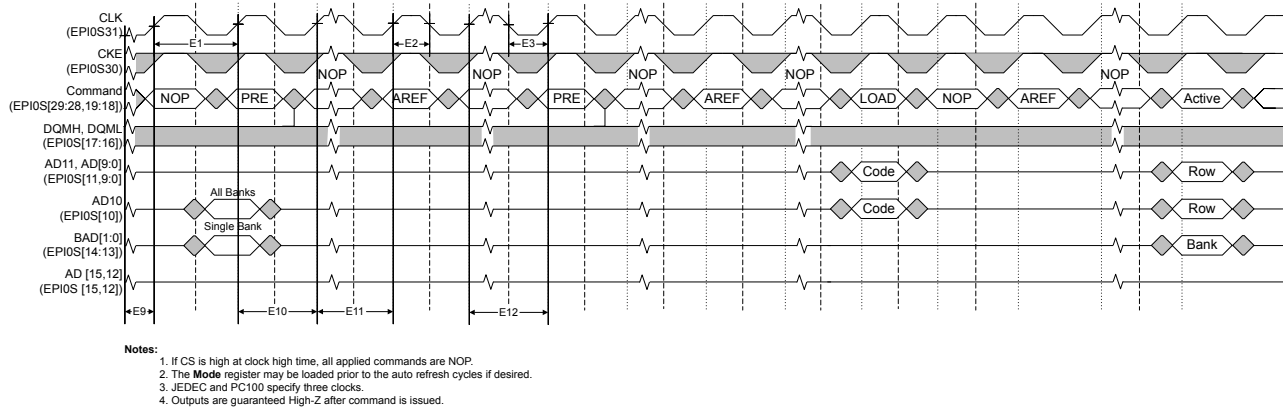 CLK
(EPI0S31)
E1
E2
E3
CKE
(EPI0S30)
NOP
NOP
NOP
NOP
NOP
Command
(EPI0S[29:28,19:18])
NOP
PRE
AREF
PRE
AREF
LOAD
NOP
AREF
Active
DQMH, DQML
(EPI0S[17:16])
AD11, AD[9:0]
(EPI0S[11,9:0]
Code
Row
All Banks
AD10
(EPI0S[10])
Code
Row
Single Bank
BAD[1:0]
(EPI0S[14:13])
Bank
AD [15,12]
(EPI0S [15,12])
E9
E10
E11
E12
Notes:
1. If CS is high at clock high time, all applied commands are NOP.
2. The Mode register may be loaded prior to the auto refresh cycles if desired.
3. JEDEC and PC100 specify three clocks.
4. Outputs are guaranteed High-Z after command is issued.